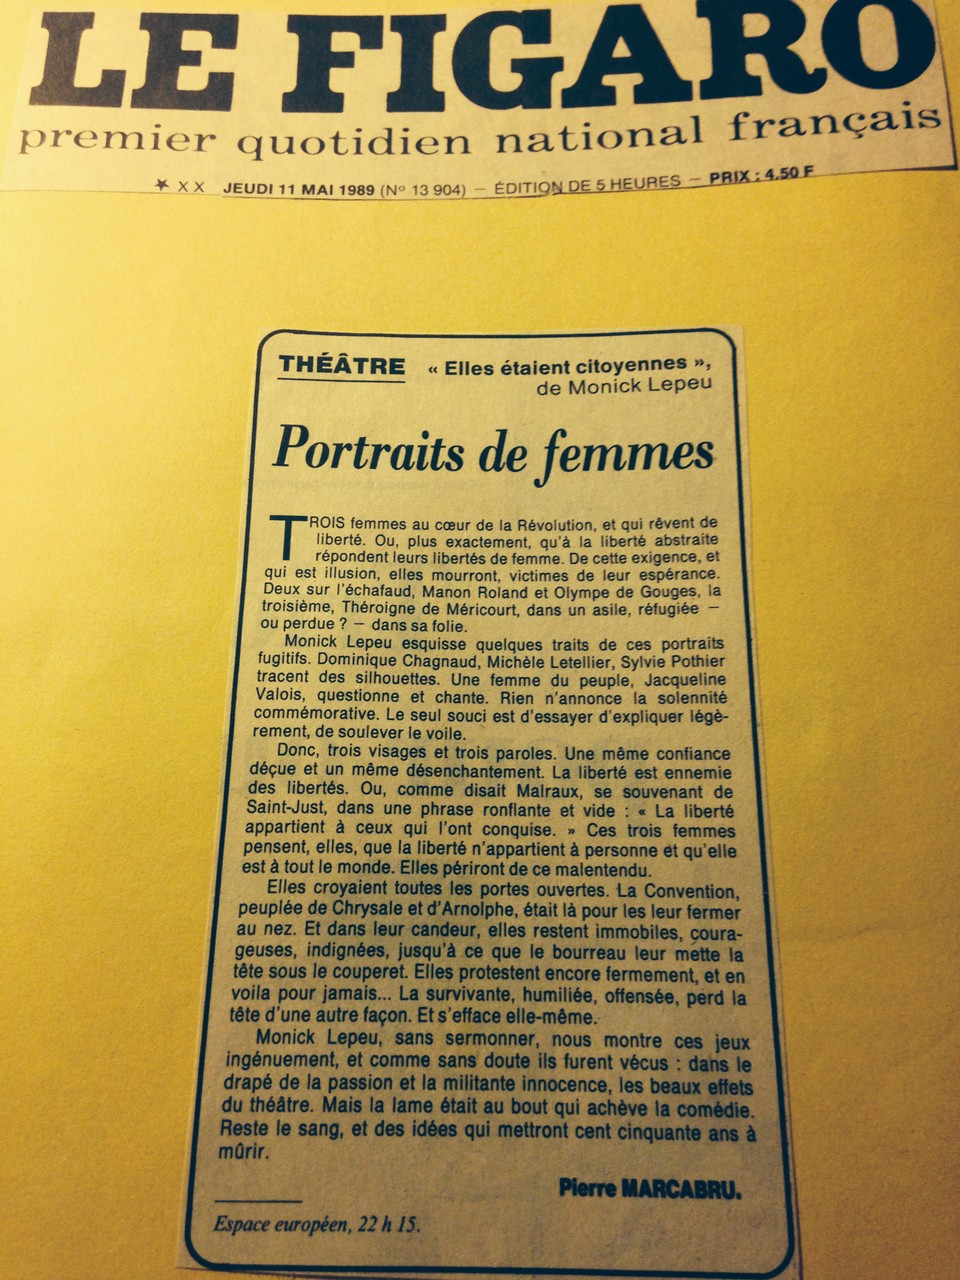 LE FIGARO
premier quotidien national français
★ X X JEUDI 11 MAI 1989 (N° 13 904) — ÉDITION DE 5 HEURES — PRIX : 4,50 F
THÉÂTRE « Elles étaient citoyennes »,
de Monick Lepeu
Portraits de femmes
TROIS femmes au cœur de la Révolution, et qui rêvent de
liberté. Ou, plus exactement, qu'à la liberté abstraite
répondent leurs libertés de femme. De cette exigence, et
qui est illusion, elles mourront, victimes de leur espérance.
Deux sur l'échafaud, Manon Roland et Olympe de Gouges, la
troisième, Théroigne de Méricourt, dans un asile, réfugiée —
ou perdue ? — dans sa folie.
Monick Lepeu esquisse quelques traits de ces portraits
fugitifs. Dominique Chagnaud, Michèle Letellier, Sylvie Pothier
tracent des silhouettes. Une femme du peuple, Jacqueline
Valois, questionne et chante. Rien n'annonce la solennité
commémorative. Le seul souci est d'essayer d'expliquer légè-
rement, de soulever le voile.
Donc, trois visages et trois paroles. Une même confiance
déçue et un même désenchantement. La liberté est ennemie
des libertés. Ou, comme disait Malraux, se souvenant de
Saint-Just, dans une phrase ronflante et vide : « La liberté
appartient à ceux qui l'ont conquise. » Ces trois femmes
pensent, elles, que la liberté n'appartient à personne et qu'elle
est à tout le monde. Elles périront de ce malentendu.
Elles croyaient toutes les portes ouvertes. La Convention,
peuplée de Chrysale et d'Arnolphe, était là pour les leur fermer
au nez. Et dans leur candeur, elles restent immobiles, coura-
geuses, indignées, jusqu'à ce que le bourreau leur mette la
tête sous le couperet. Elles protestent encore fermement, et en
voila pour jamais... La survivante, humiliée, offensée, perd la
tête d'une autre façon. Et s'efface elle-même.
Monick Lepeu, sans sermonner, nous montre ces jeux
ingénuement, et comme sans doute ils furent vécus : dans le
drapé de la passion et la militante innocence, les beaux effets
du théâtre. Mais la lame était au bout qui achève la comédie.
Reste le sang, et des idées qui mettront cent cinquante ans à
mûrir.
Pierre MARCABRU.
Espace européen, 22 h 15.